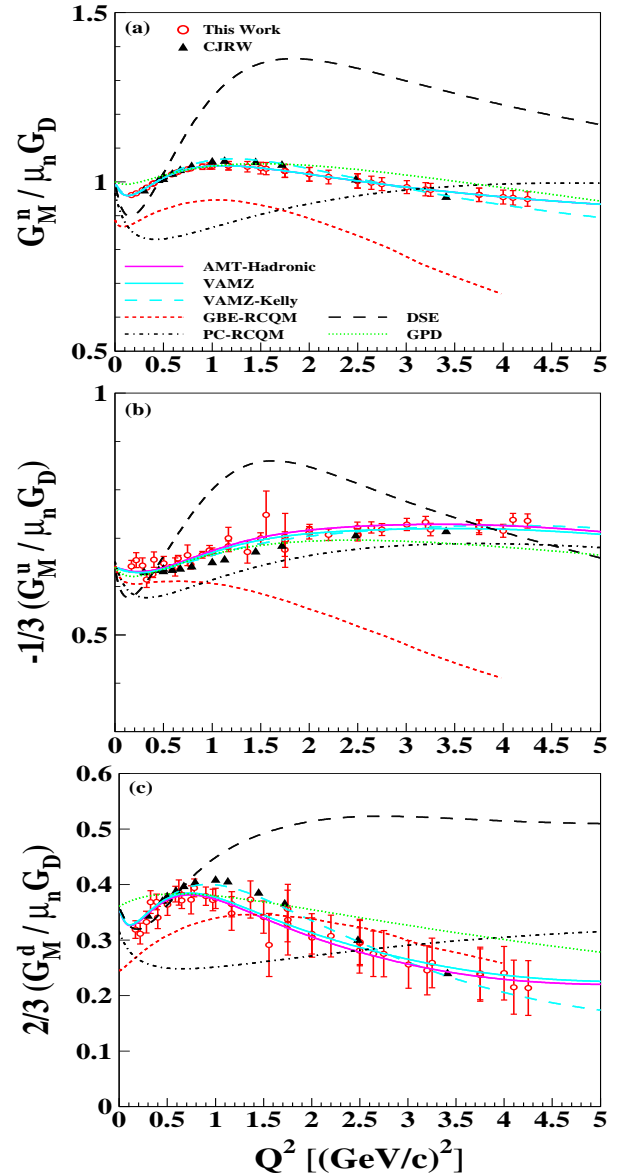 (a)
This Work
CJRW
1.5
1
0.5
G_M^n / μ_n G_D
AMT-Hadronic
VAMZ
VAMZ-Kelly
GBE-RCQM
DSE
PC-RCQM
GPD
0 0.5 1 1.5 2 2.5 3 3.5 4 4.5 5
(b)
1
0.5
-1/3 (G_M^u / μ_n G_D)
0 0.5 1 1.5 2 2.5 3 3.5 4 4.5 5
(c)
0.6
0.5
0.4
0.3
0.2
0.1
0
2/3 (G_M^d / μ_n G_D)
0 0.5 1 1.5 2 2.5 3 3.5 4 4.5 5
Q^2 [(GeV/c)^2]